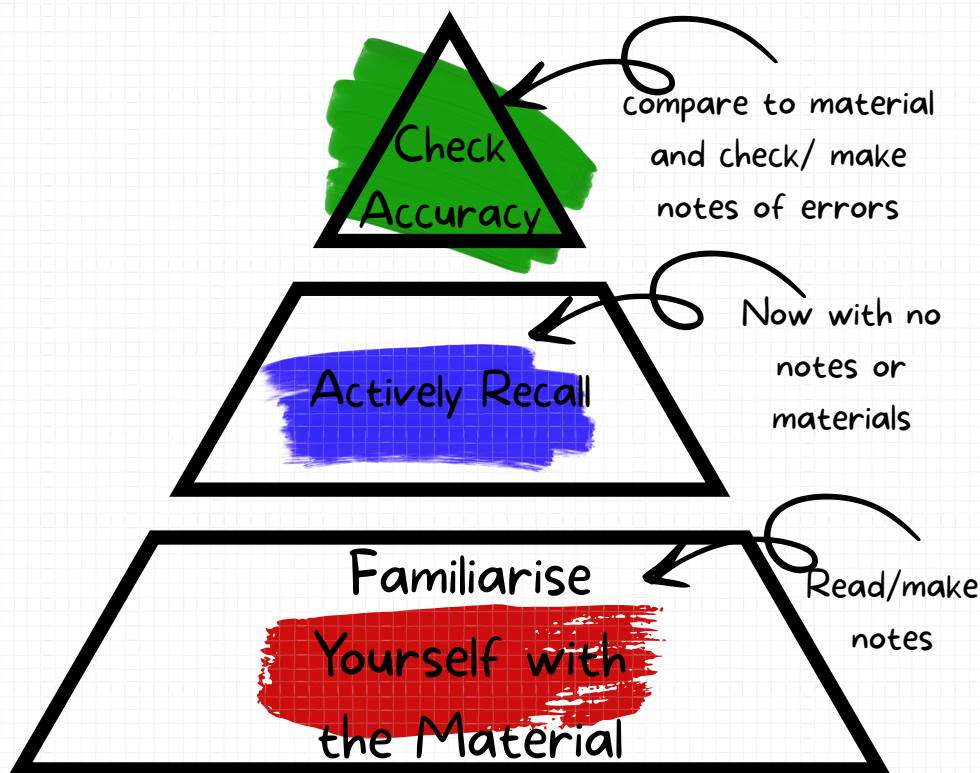 Check
Accuracy
compare to material
and check/ make
notes of errors
Actively Recall
Now with no
notes or
materials
Familiarise
Yourself with
the Material
Read/make
notes